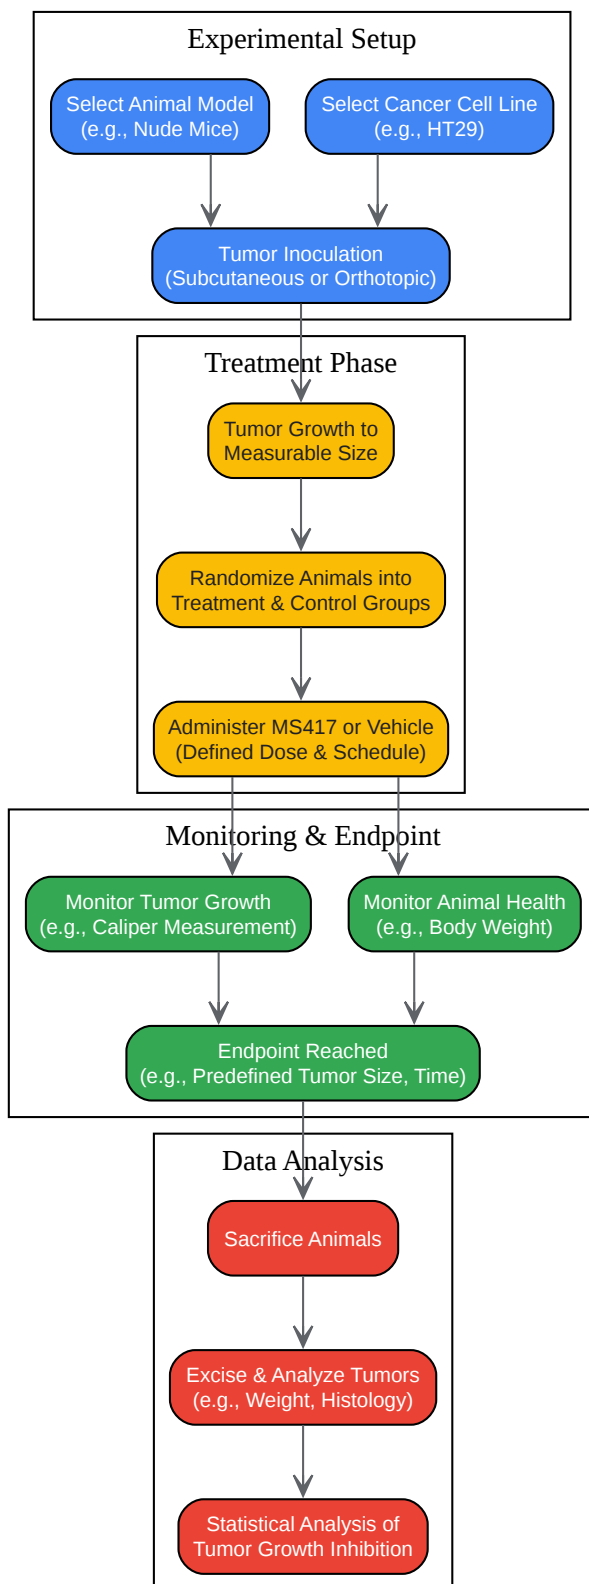 Experimental Setup
Select Animal Model
(e.g., Nude Mice)
Select Cancer Cell Line
(e.g., HT29)
Tumor Inoculation
(Subcutaneous or Orthotopic)
Treatment Phase
Tumor Growth to
Measurable Size
Randomize Animals into
Treatment & Control Groups
Administer MS417 or Vehicle
(Defined Dose & Schedule)
Monitoring & Endpoint
Monitor Tumor Growth
(e.g., Caliper Measurement)
Monitor Animal Health
(e.g., Body Weight)
Endpoint Reached
(e.g., Predefined Tumor Size, Time)
Data Analysis
Sacrifice Animals
Excise & Analyze Tumors
(e.g., Weight, Histology)
Statistical Analysis of
Tumor Growth Inhibition